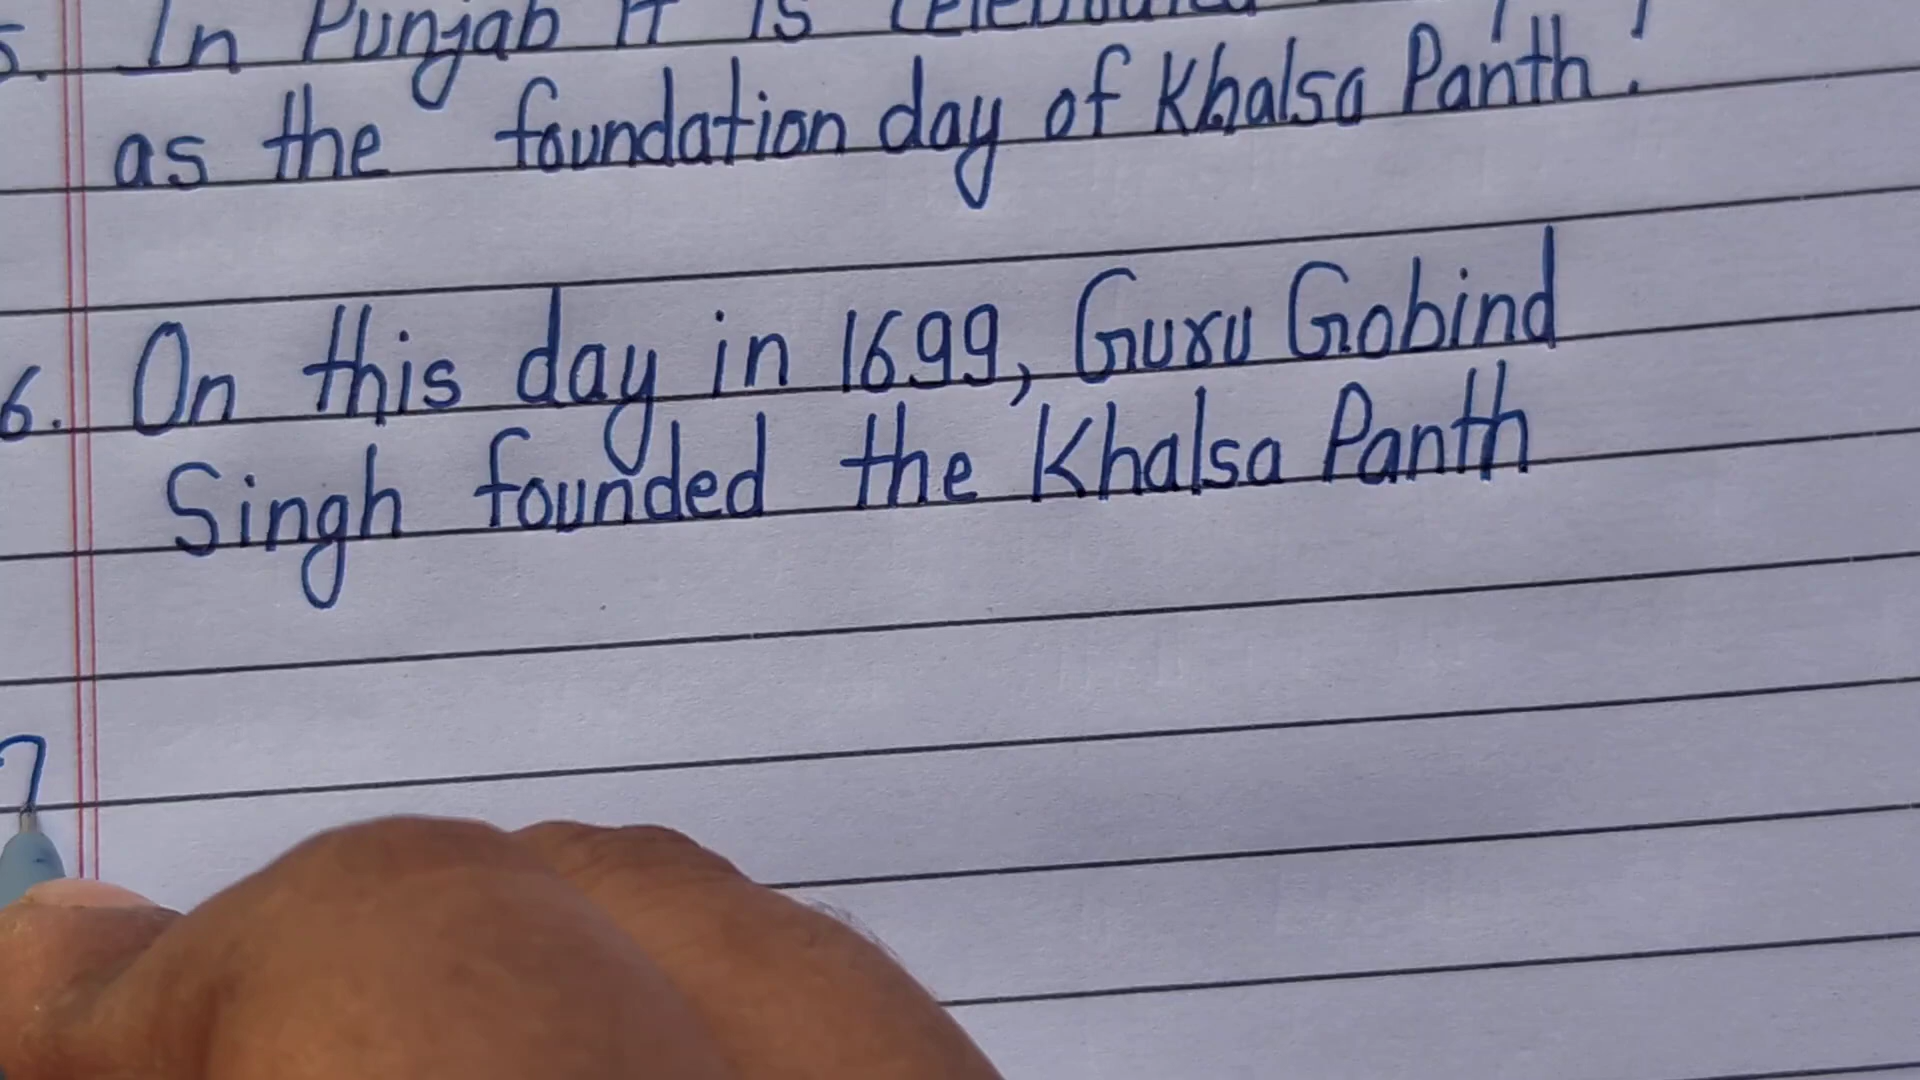 5. In Punjab it is celebrated
as the foundation day of Khalsa Panth.
6. On this day in 1699, Guru Gobind
Singh founded the Khalsa Panth
7